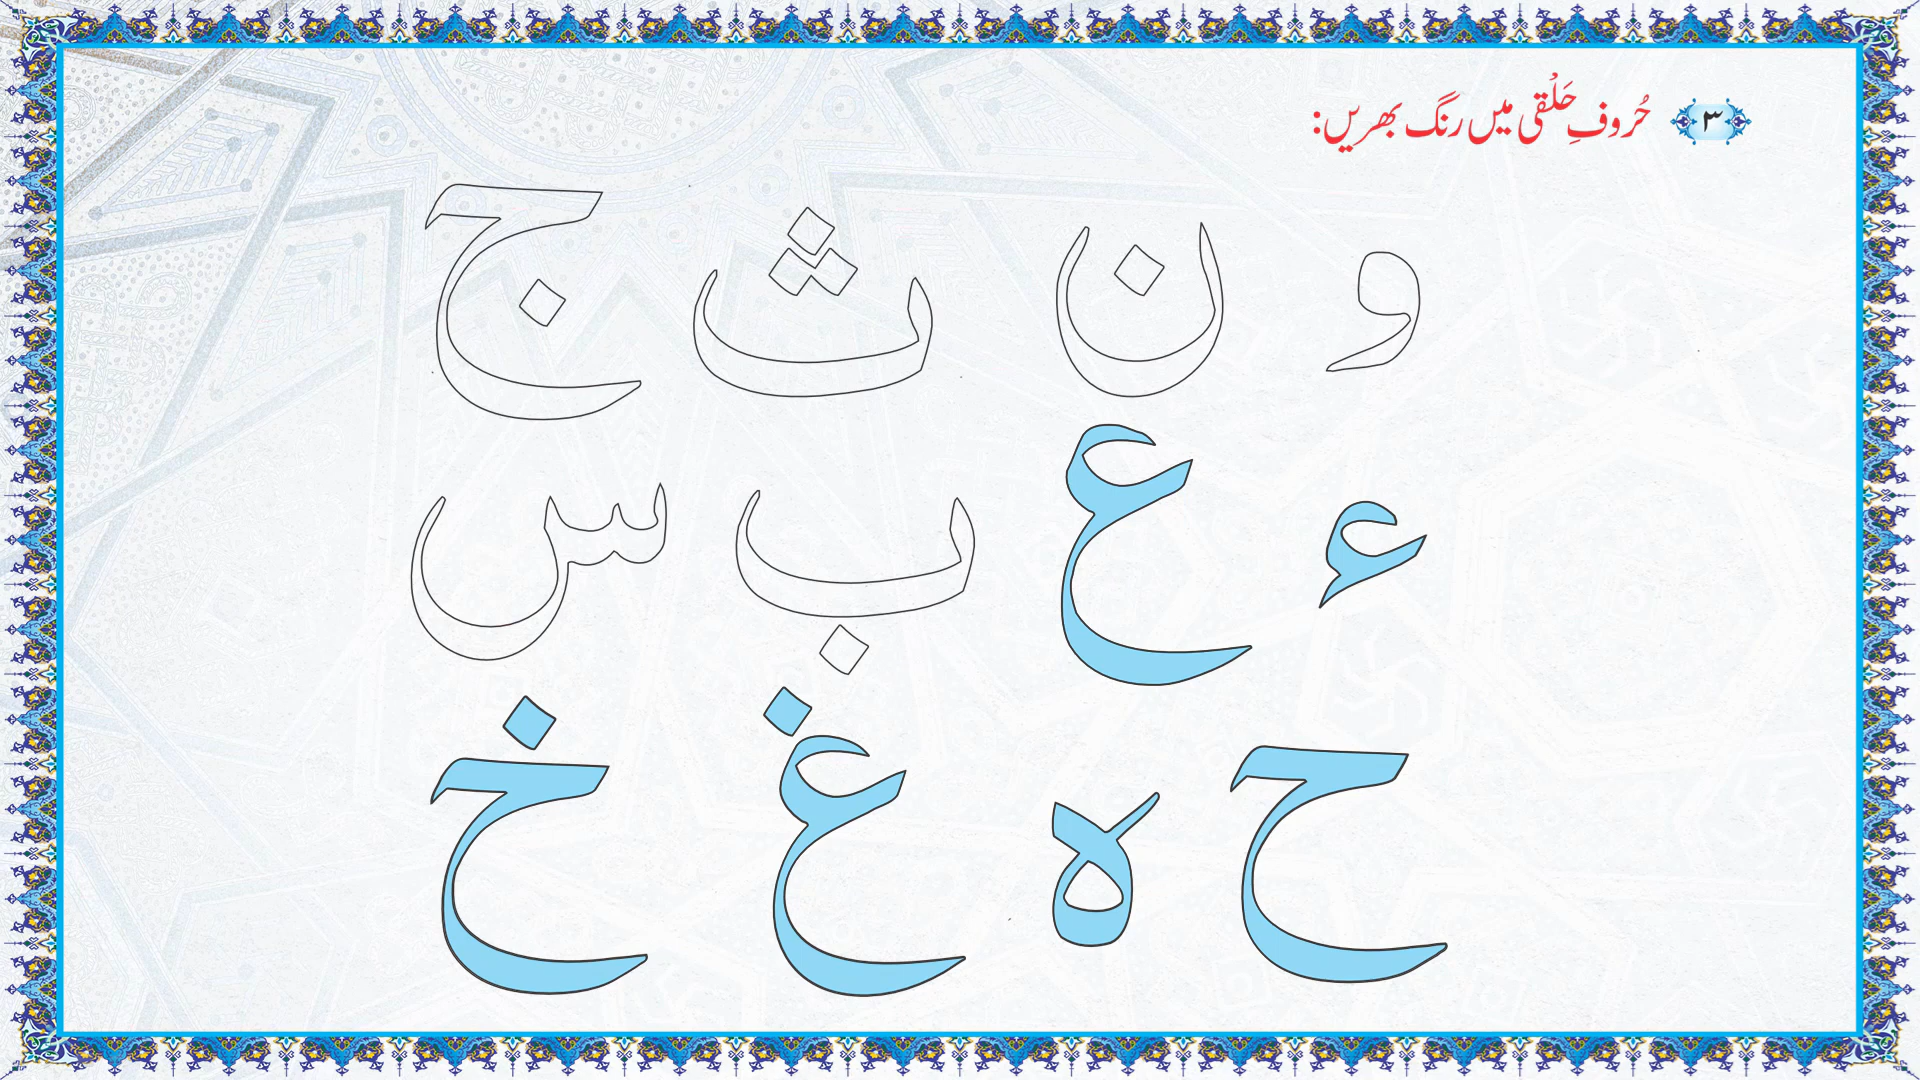 ۳ حُروفِ حَلْقی میں رنگ بھریں:
و ن ث ج
ء ع ب س
ح ہ غ خ